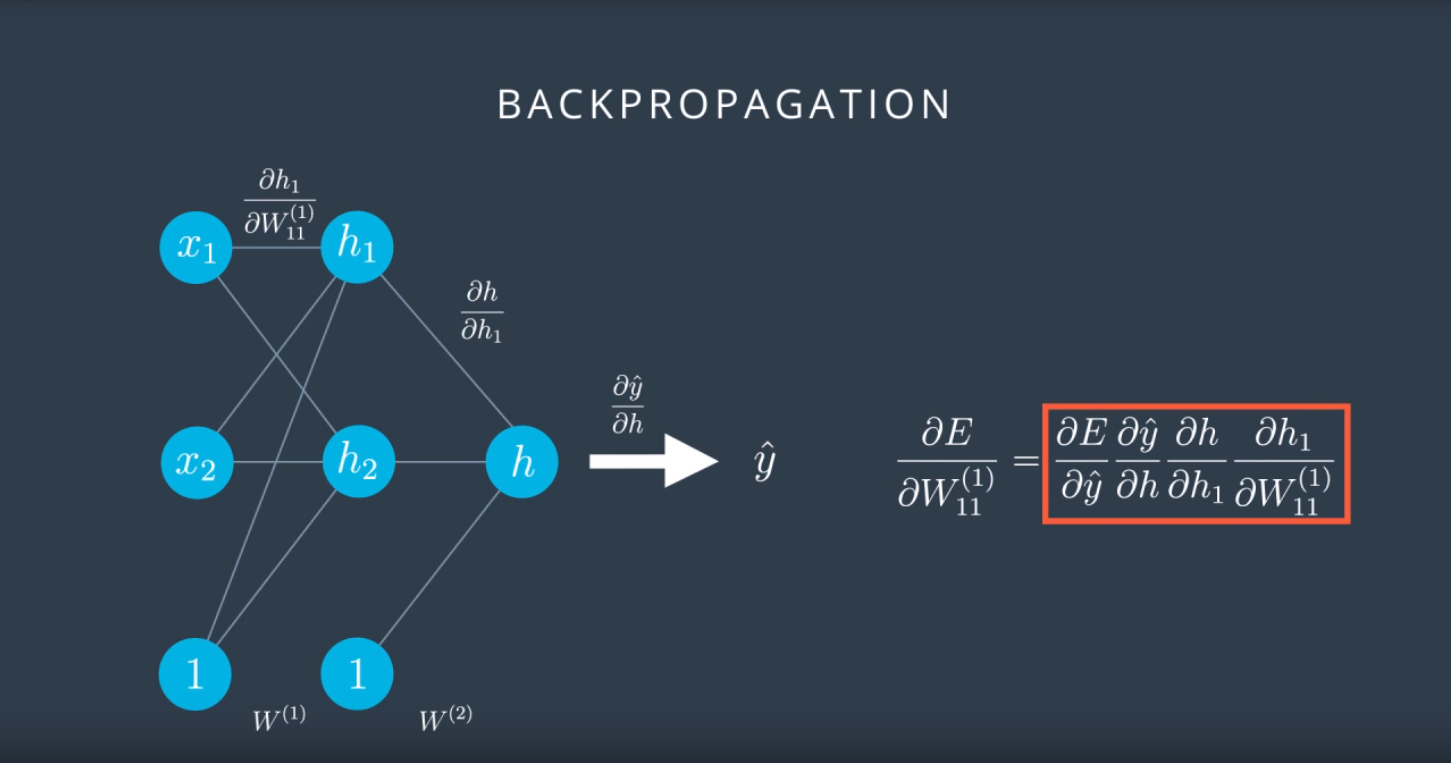 BACKPROPAGATION
∂h₁/∂W₁₁⁽¹⁾
x₁
h₁
∂h/∂h₁
∂ŷ/∂h
x₂
h₂
h
ŷ
∂E/∂W₁₁⁽¹⁾ = ∂E/∂ŷ ∂ŷ/∂h ∂h/∂h₁ ∂h₁/∂W₁₁⁽¹⁾
1
1
W⁽¹⁾
W⁽²⁾